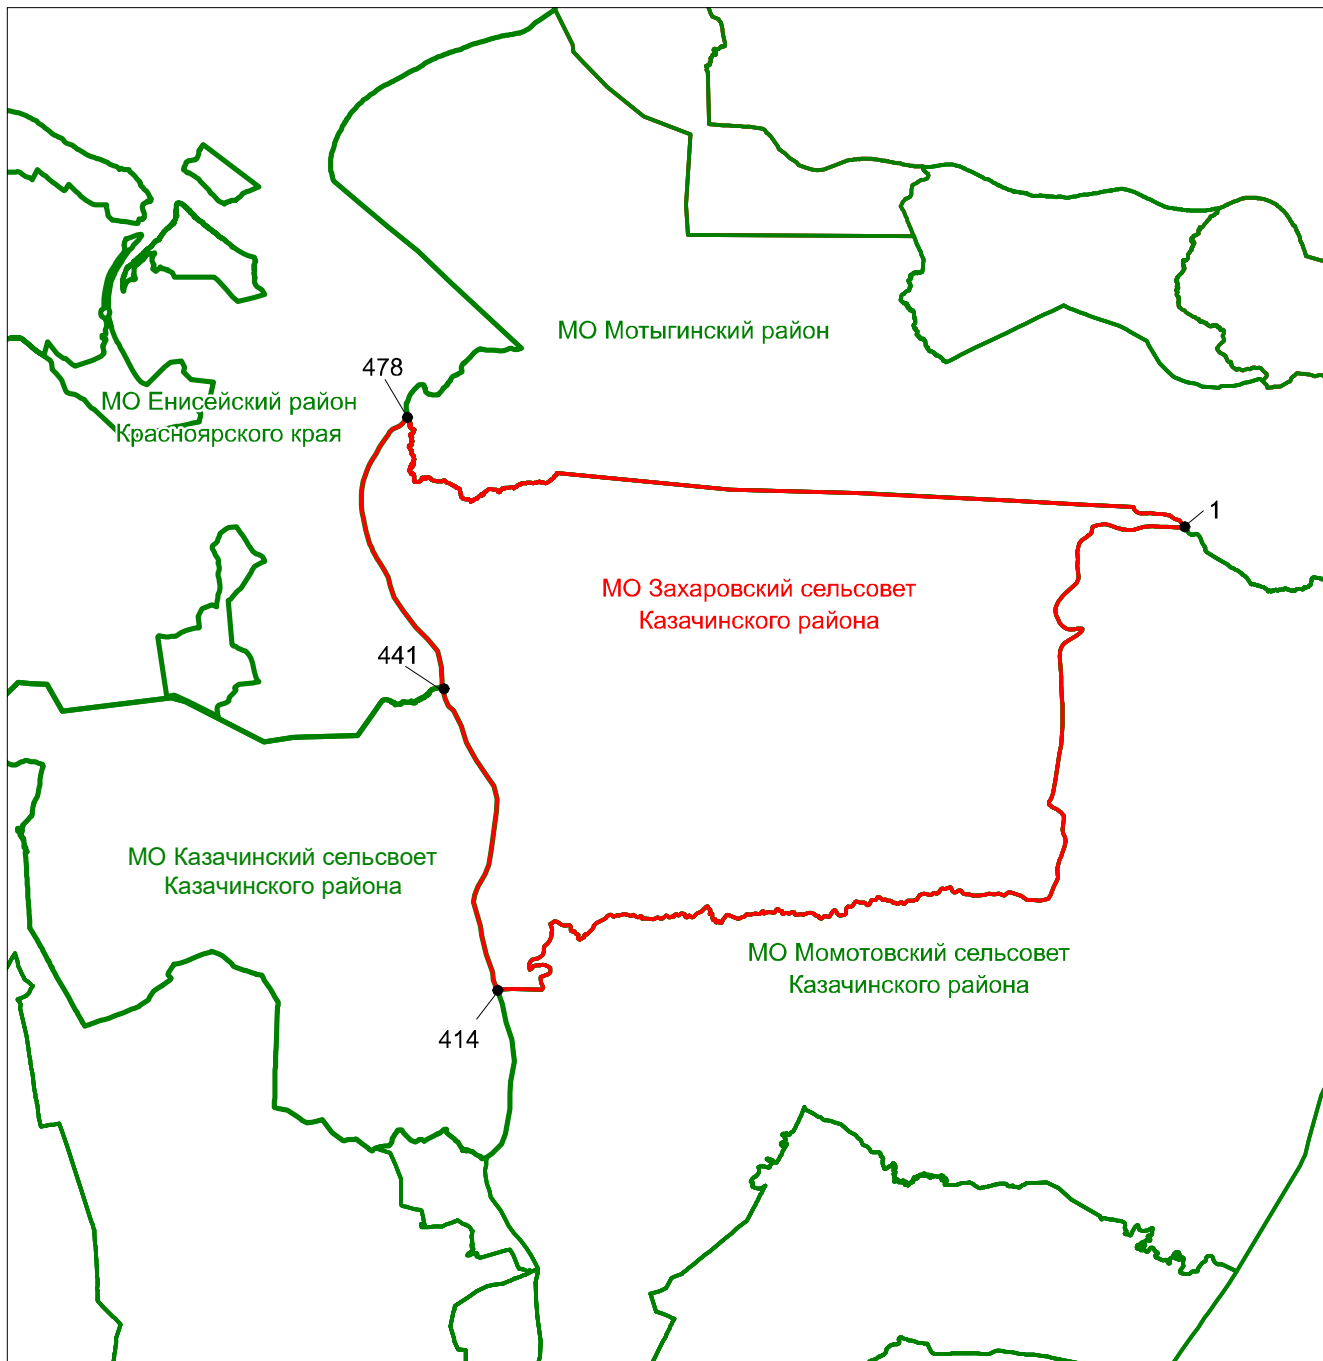 МО Мотыгинский район
478
МО Енисейский район
Красноярского края
1
МО Захаровский сельсовет
Казачинского района
441
МО Казачинский сельсвоет
Казачинского района
МО Момотовский сельсовет
Казачинского района
414